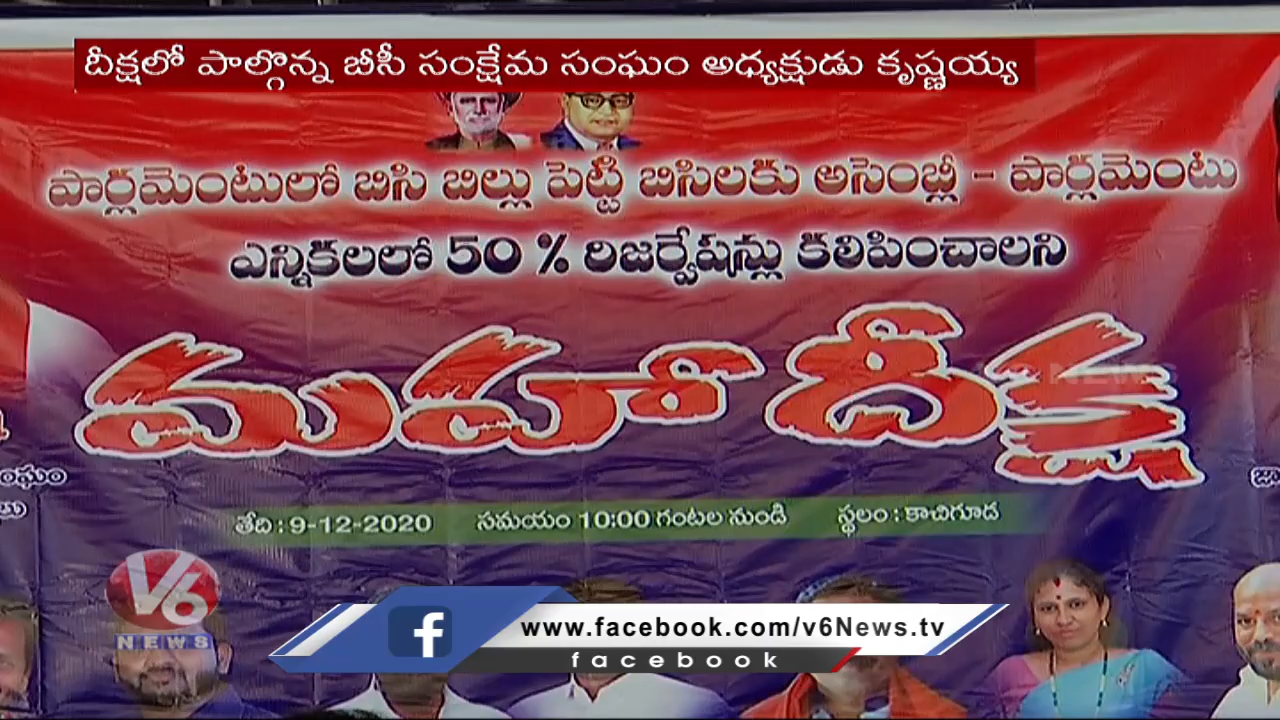 దీక్షలో పాల్గొన్న బీసీ సంక్షేమ సంఘం అధ్యక్షుడు కృష్ణయ్య
పార్లమెంటులో బిసి బిల్లు పెట్టి బిసిలకు అసెంబ్లీ - పార్లమెంటు
ఎన్నికలలో 50 % రిజర్వేషన్లు కలిపించాలని
మహా దీక్ష
NEWS
తేది : 9-12-2020 సమయం 10:00 గంటల నుండి స్థలం : కాచిగూడ
V6
NEWS
f www.facebook.com/v6News.tv
facebook